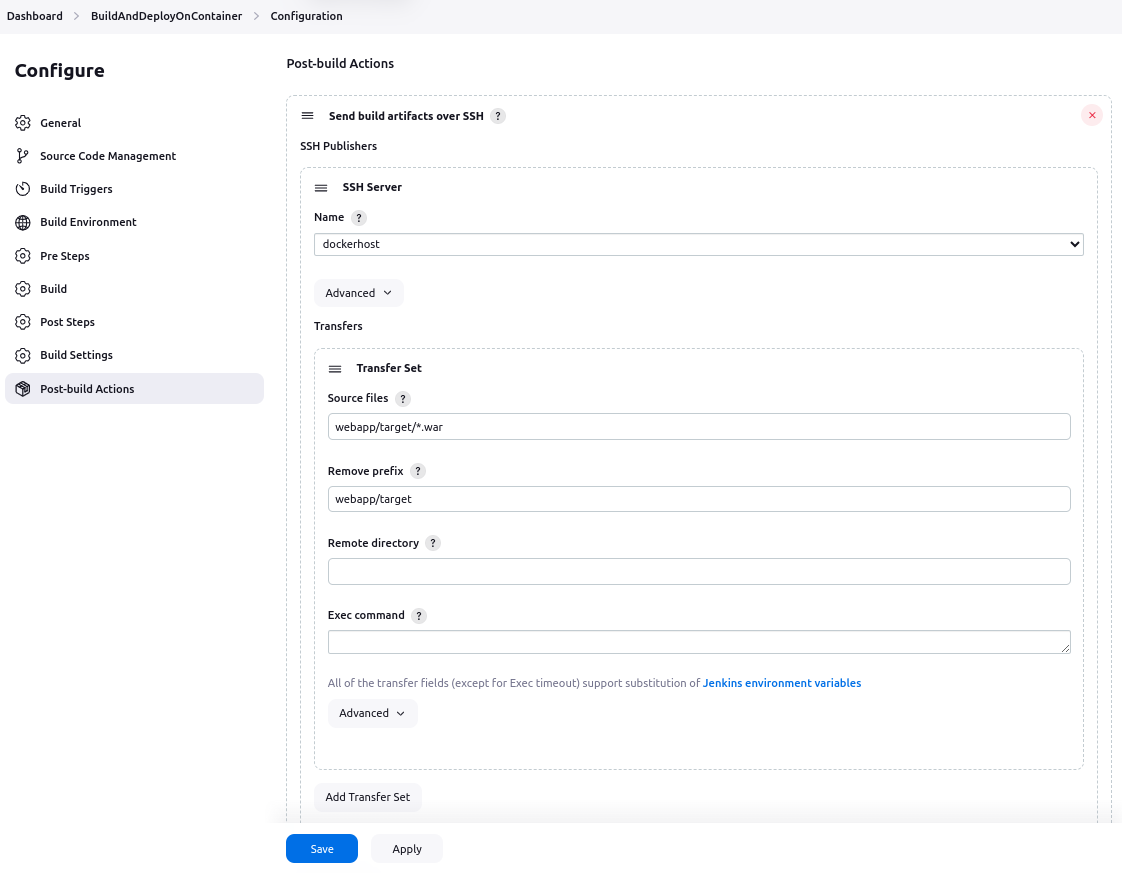 Dashboard > BuildAndDeployOnContainer > Configuration
Configure
General
Source Code Management
Build Triggers
Build Environment
Pre Steps
Build
Post Steps
Build Settings
Post-build Actions
Post-build Actions
Send build artifacts over SSH ?
SSH Publishers
SSH Server
Name ?
dockerhost
Advanced
Transfers
Transfer Set
Source files ?
webapp/target/*.war
Remove prefix ?
webapp/target
Remote directory ?
Exec command ?
All of the transfer fields (except for Exec timeout) support substitution of Jenkins environment variables
Advanced
Add Transfer Set
Save Apply